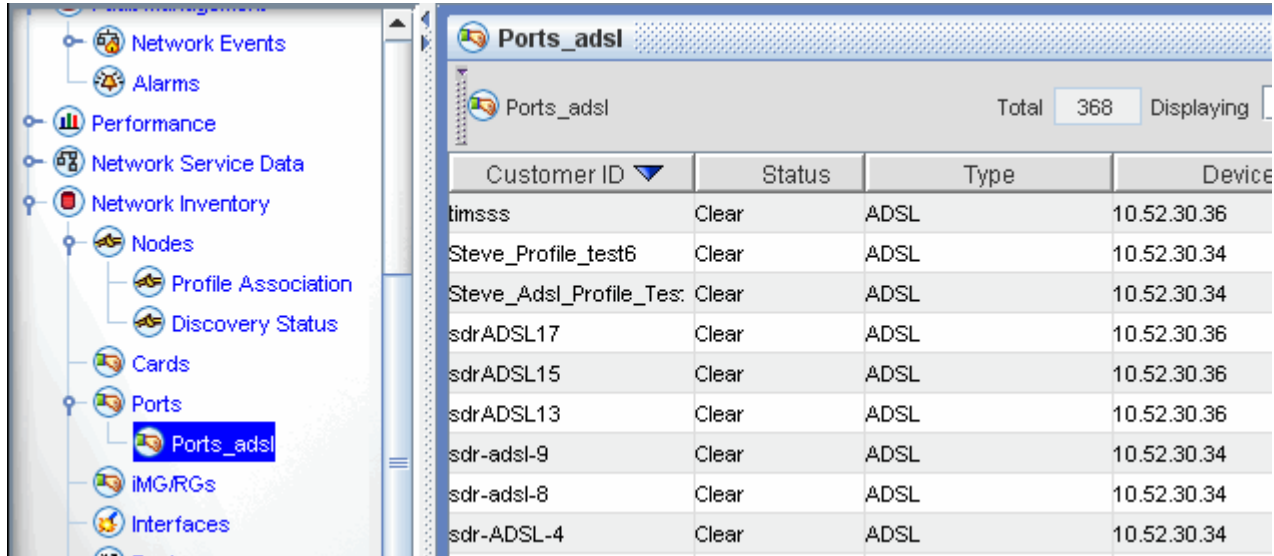 Network Events
Alarms
Performance
Network Service Data
Network Inventory
Nodes
Profile Association
Discovery Status
Cards
Ports
Ports_adsl
iMG/RGs
Interfaces
Ports_adsl
Ports_adsl Total 368 Displaying
Customer ID Status Type Device
timsss Clear ADSL 10.52.30.36
Steve_Profile_test6 Clear ADSL 10.52.30.34
Steve_Adsl_Profile_Tes Clear ADSL 10.52.30.34
sdrADSL17 Clear ADSL 10.52.30.36
sdrADSL15 Clear ADSL 10.52.30.36
sdrADSL13 Clear ADSL 10.52.30.36
sdr-adsl-9 Clear ADSL 10.52.30.34
sdr-adsl-8 Clear ADSL 10.52.30.34
sdr-ADSL-4 Clear ADSL 10.52.30.34